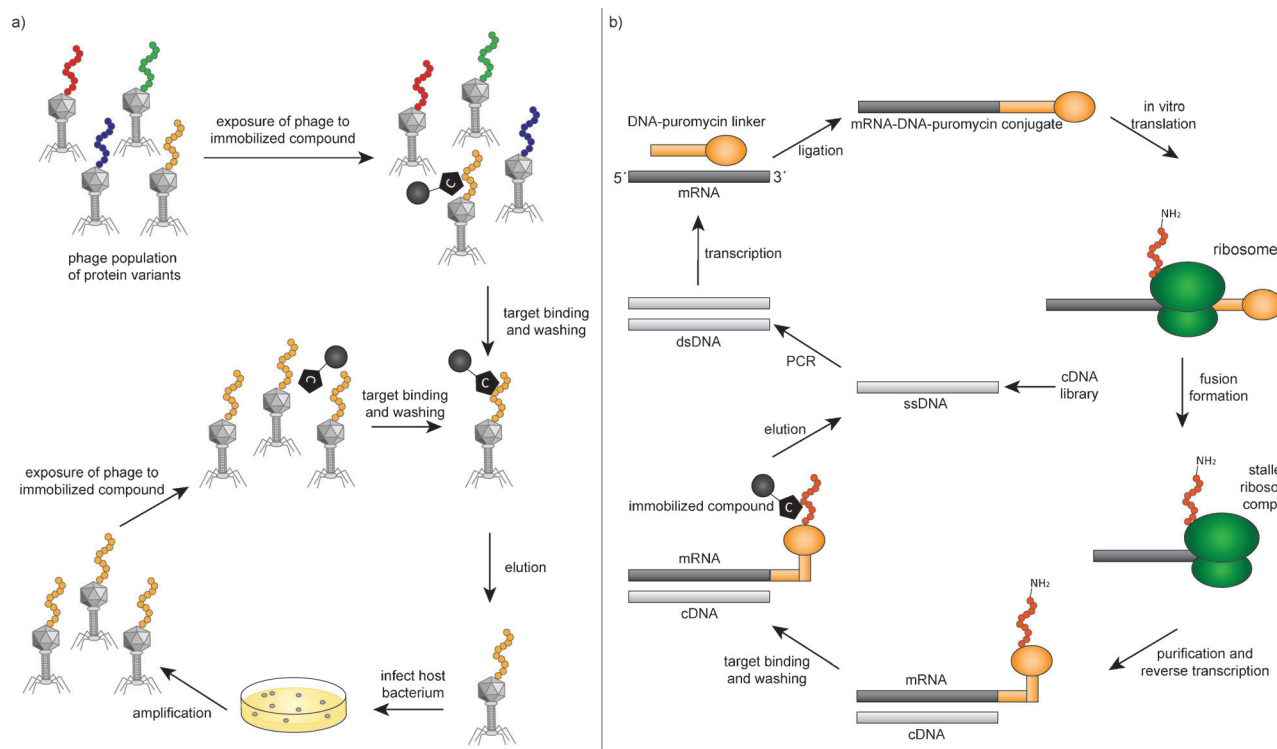 a)
exposure of phage to
immobilized compound
C
phage population
of protein variants
target binding
and washing
C
target binding
and washing
C
exposure of phage to
immobilized compound
elution
infect host
bacterium
amplification
b)
DNA-puromycin linker
5´
3´
mRNA
ligation
mRNA-DNA-puromycin conjugate
in vitro
translation
transcription
NH₂
ribosome
dsDNA
PCR
ssDNA
cDNA
library
fusion
formation
elution
immobilized compound
C
mRNA
cDNA
NH₂
target binding
and washing
NH₂
mRNA
cDNA
purification and
reverse transcription